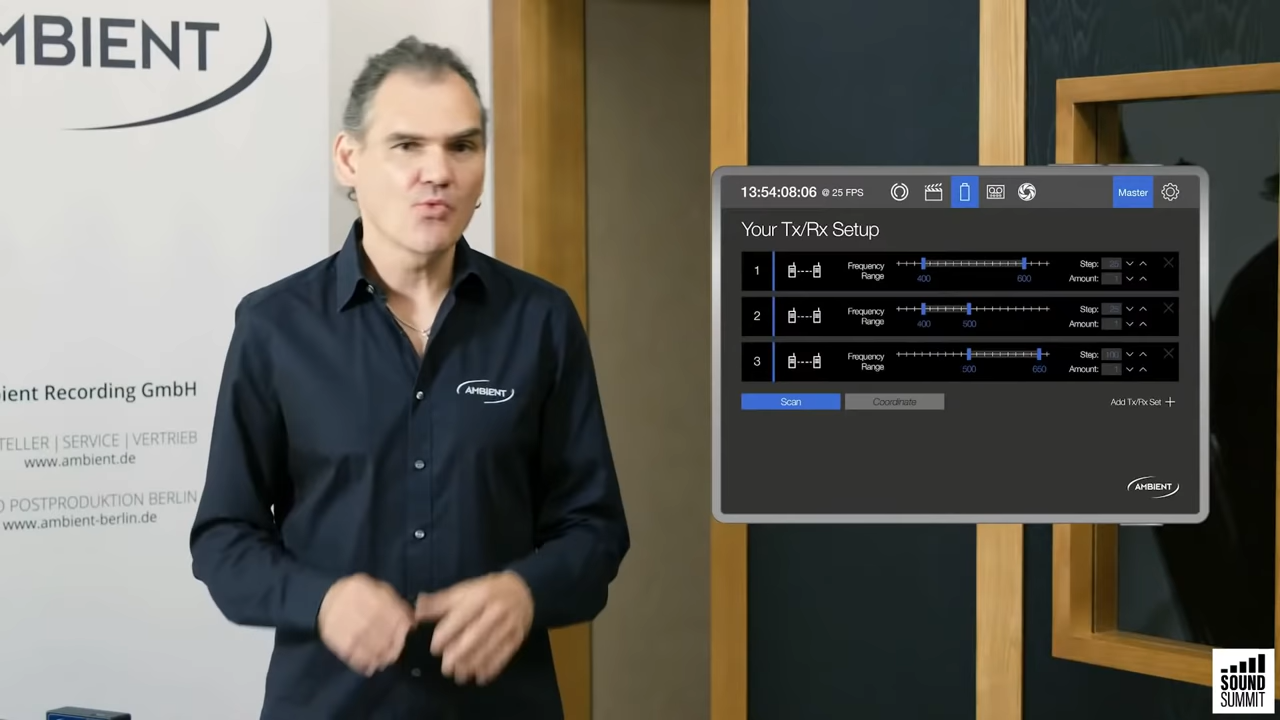 MBIENT
ient Recording GmbH
TELLER | SERVICE | VERTRIEB
www.ambient.de
POSTPRODUKTION BERLIN
www.ambient-berlin.de
AMBIENT
13:54:08:06 @ 25 FPS
Master
Your Tx/Rx Setup
1
Frequency
Range
400
600
Step:
Amount:
2
Frequency
Range
400
500
Step:
Amount:
3
Frequency
Range
500
650
Step:
Amount:
Scan
Coordinate
Add Tx/Rx Set
AMBIENT
SOUND
SUMMIT